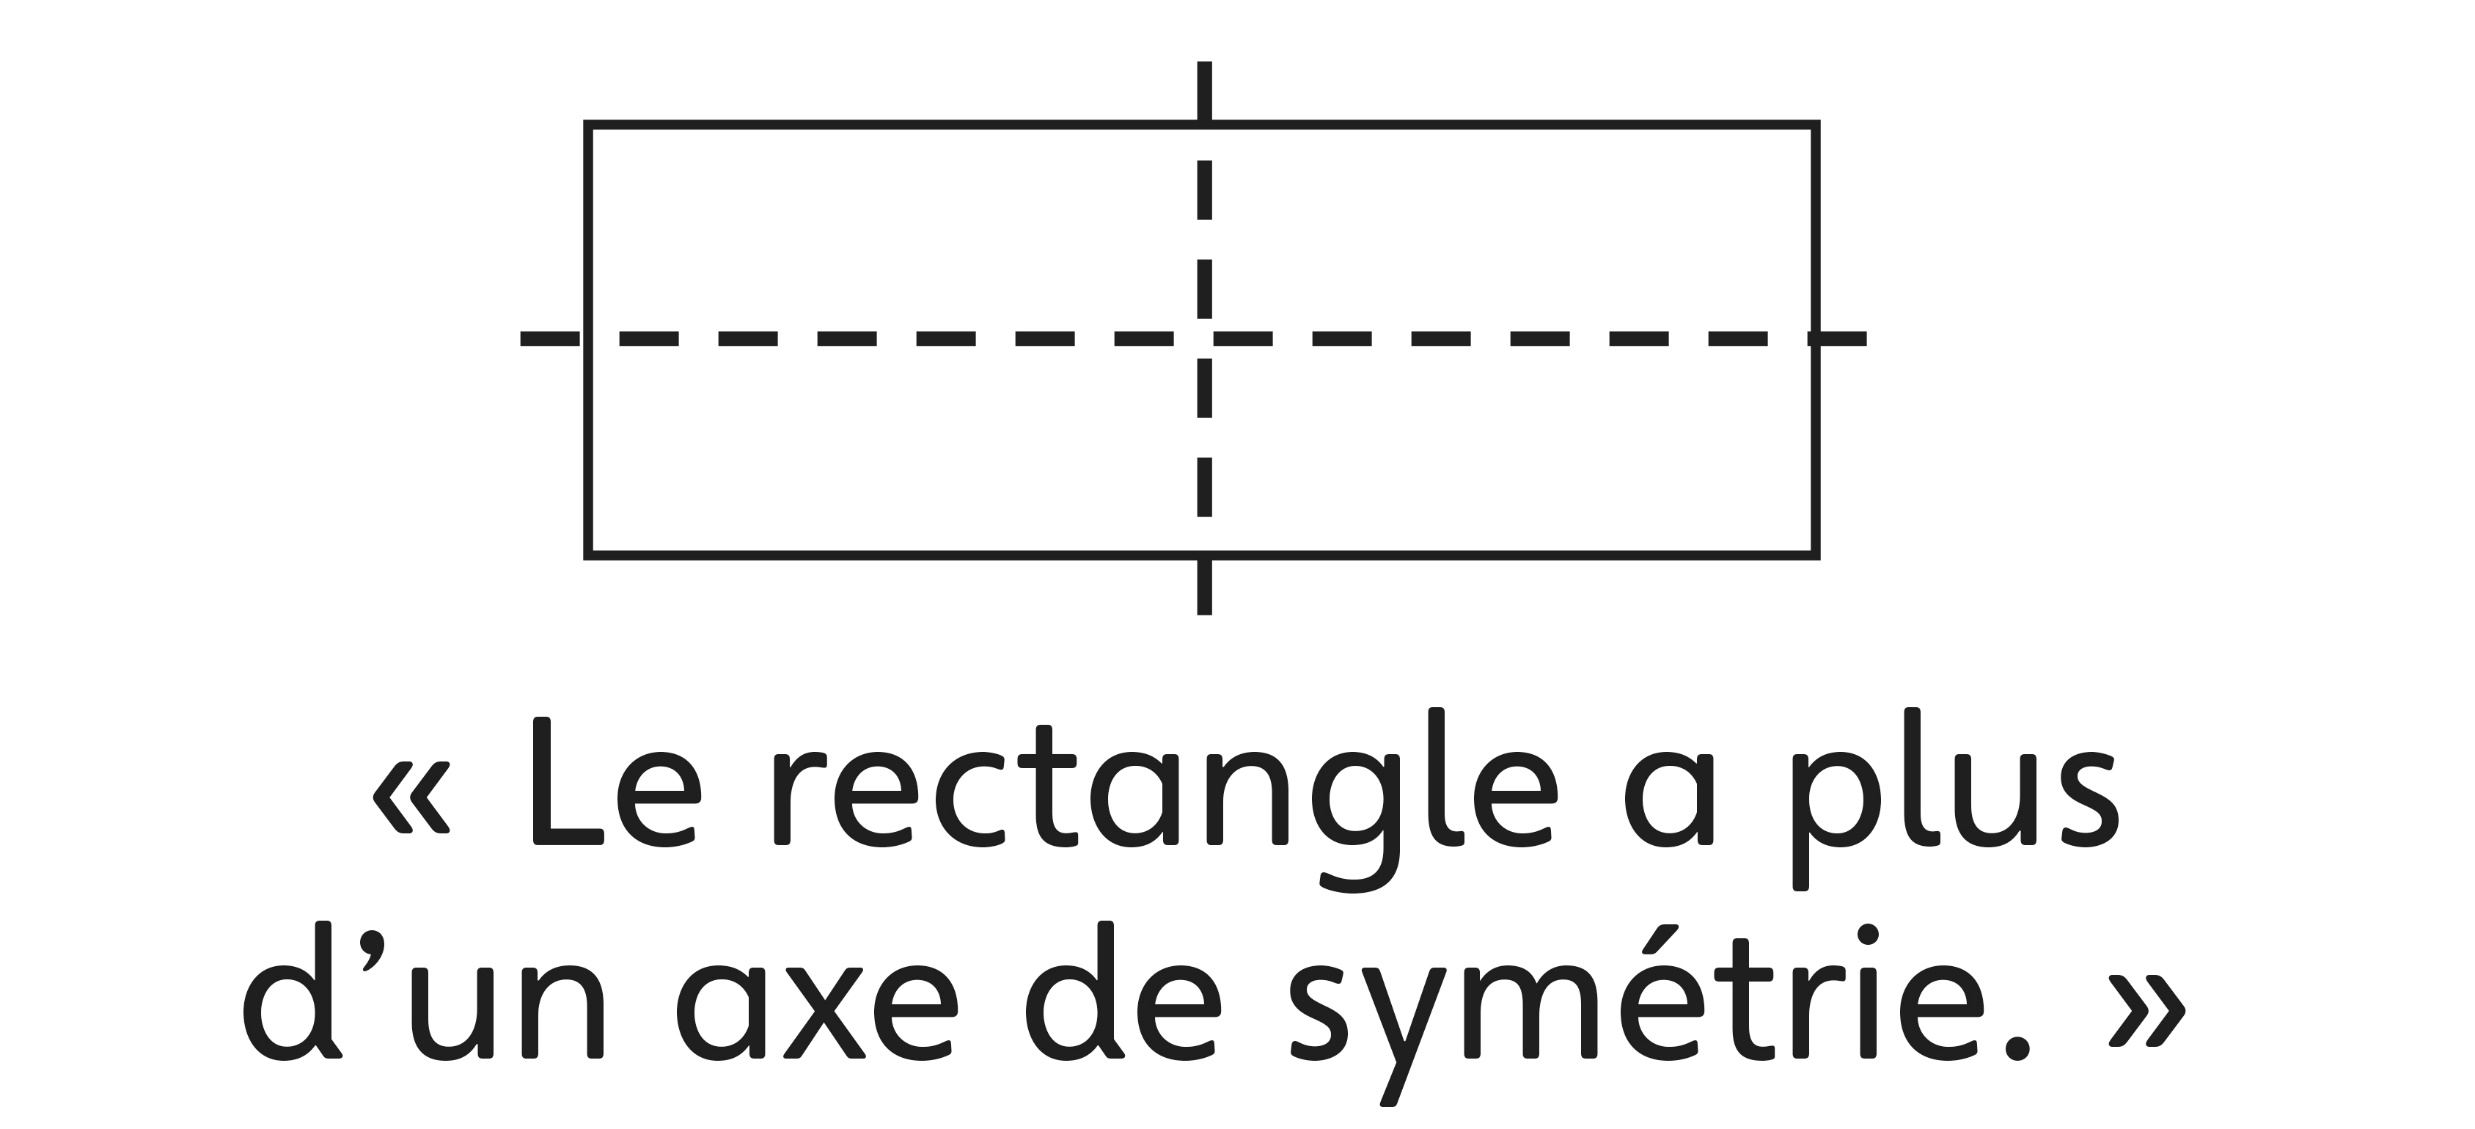 « Le rectangle a plus
d’un axe de symétrie. »